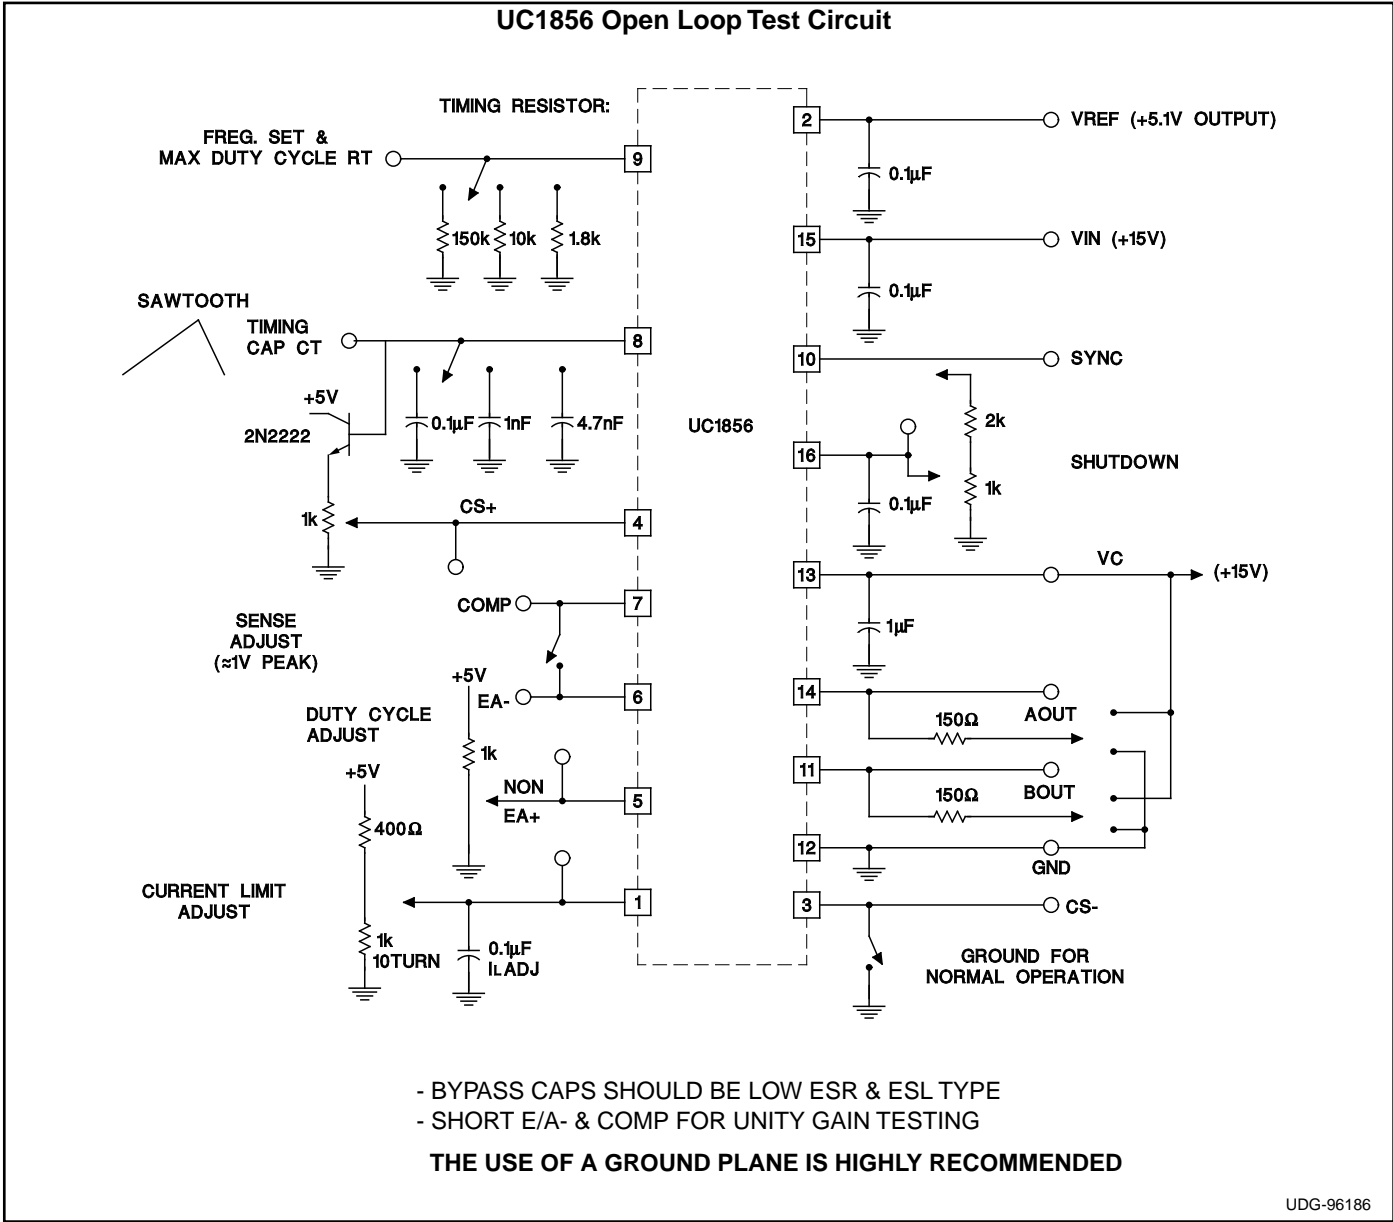 UC1856 Open Loop Test Circuit
TIMING RESISTOR:
FREG. SET &
MAX DUTY CYCLE RT
9
150k
10k
1.8k
SAWTOOTH
TIMING
CAP CT
8
+5V
2N2222
0.1µF
1nF
4.7nF
1k
CS+
4
SENSE
ADJUST
(≈1V PEAK)
COMP
7
+5V
EA-
6
DUTY CYCLE
ADJUST
1k
NON
EA+
5
+5V
400Ω
CURRENT LIMIT
ADJUST
1
1k
10TURN
0.1µF
IL ADJ
UC1856
2
VREF (+5.1V OUTPUT)
0.1µF
15
VIN (+15V)
0.1µF
10
SYNC
2k
16
SHUTDOWN
0.1µF
1k
13
VC
(+15V)
1µF
14
AOUT
150Ω
11
BOUT
150Ω
12
GND
3
CS-
GROUND FOR
NORMAL OPERATION
- BYPASS CAPS SHOULD BE LOW ESR & ESL TYPE
- SHORT E/A- & COMP FOR UNITY GAIN TESTING
THE USE OF A GROUND PLANE IS HIGHLY RECOMMENDED
UDG-96186